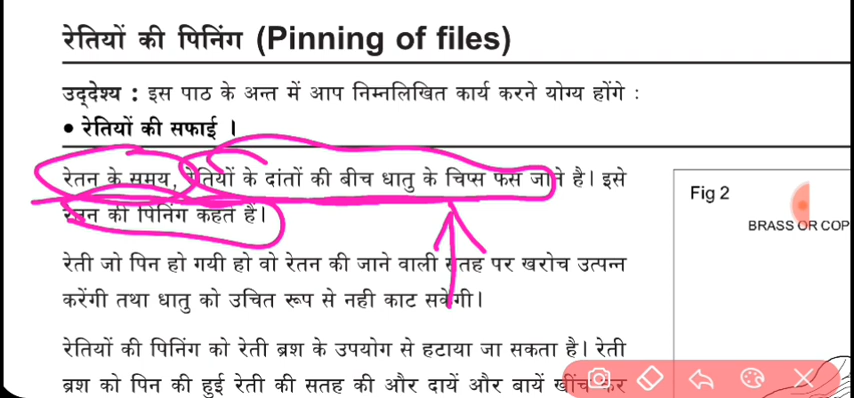 रेतियों की पिनिंग (Pinning of files)
उद्देश्य : इस पाठ के अन्त में आप निम्नलिखित कार्य करने योग्य होंगे :
• रेतियों की सफाई ।
रेतन के समय, रेतियों के दांतों की बीच धातु के चिप्स फस जाते है। इसे
रेतन की पिनिंग कहते हैं।
रेती जो पिन हो गयी हो वो रेतन की जाने वाली सतह पर खरोच उत्पन्न
करेंगी तथा धातु को उचित रूप से नही काट सकेगी।
रेतियों की पिनिंग को रेती ब्रश के उपयोग से हटाया जा सकता है। रेती
ब्रश को पिन की हुई रेती की सतह की और दायें और बायें खींच कर
Fig 2
BRASS OR COP